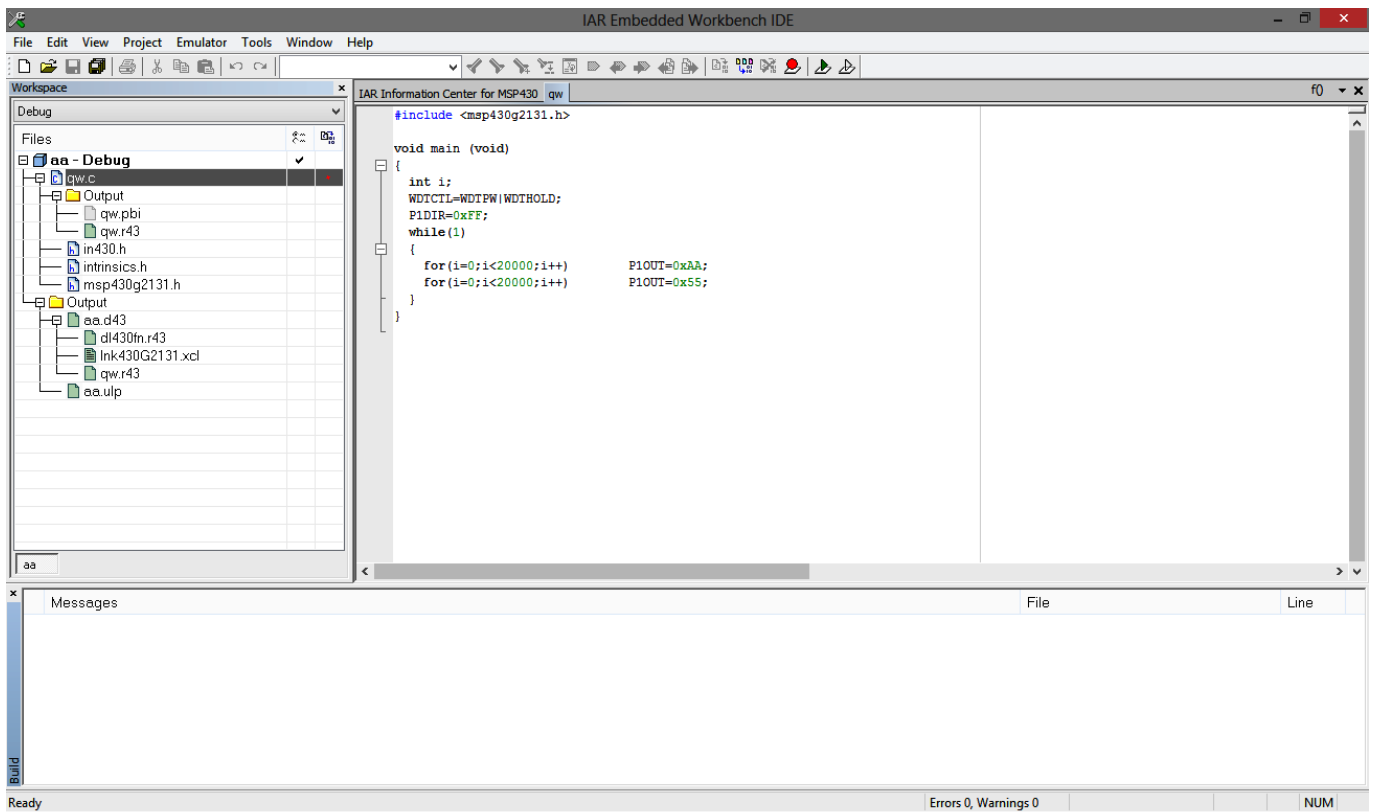 IAR Embedded Workbench IDE
File Edit View Project Emulator Tools Window Help
Workspace
Debug
Files
aa - Debug
qw.c
Output
qw.pbi
qw.r43
in430.h
intrinsics.h
msp430g2131.h
Output
aa.d43
dl430fn.r43
lnk430G2131.xcl
qw.r43
aa.ulp
aa
IAR Information Center for MSP430 qw f()
#include <msp430g2131.h>
void main (void)
{
int i;
WDTCTL=WDTPW|WDTHOLD;
P1DIR=0xFF;
while(1)
{
for(i=0;i<20000;i++) P1OUT=0xAA;
for(i=0;i<20000;i++) P1OUT=0x55;
}
}
Messages File Line
Build
Ready Errors 0, Warnings 0 NUM